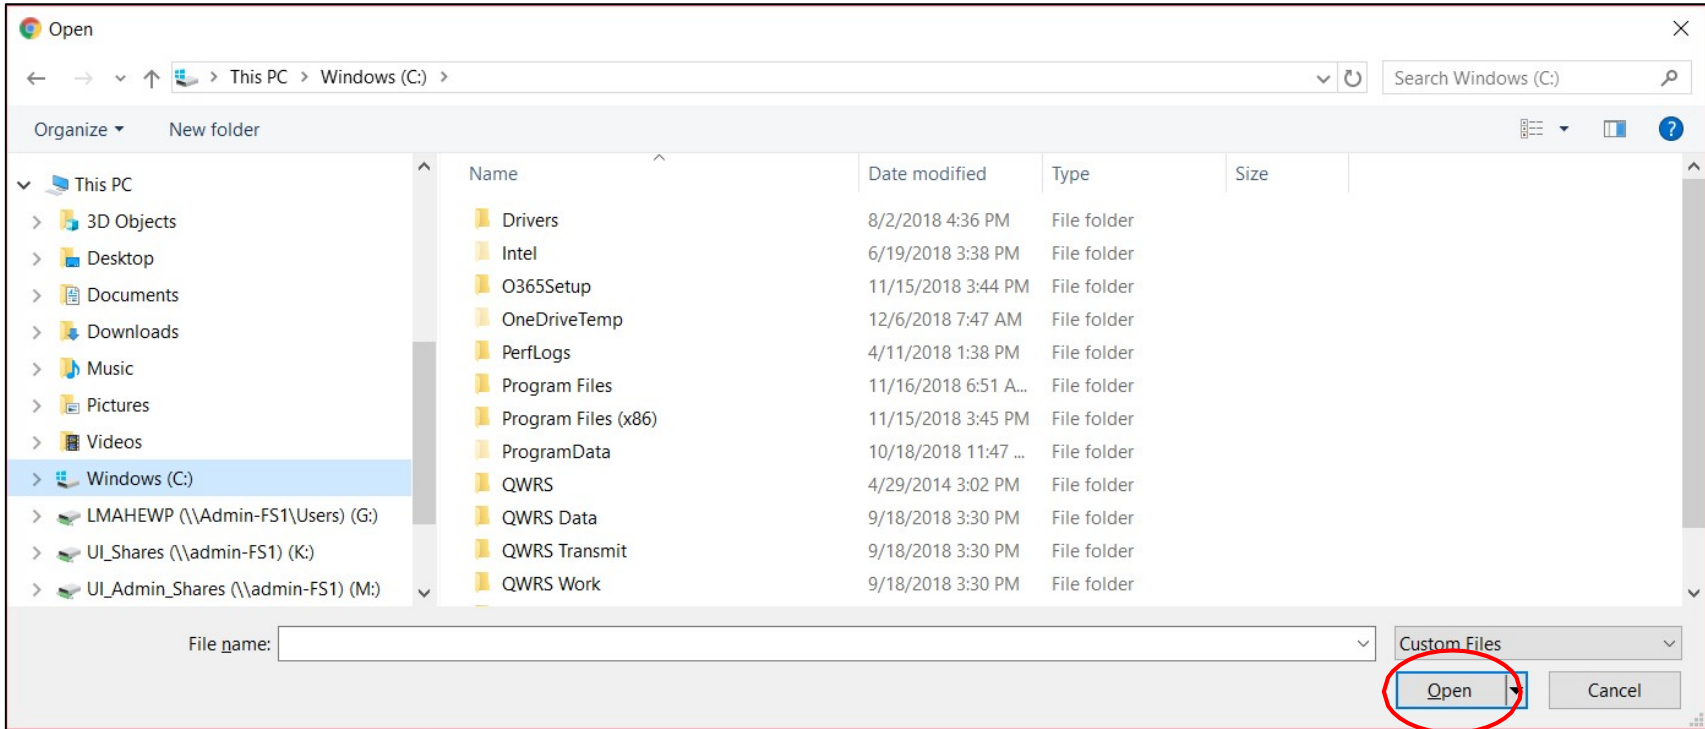 Open
This PC > Windows (C:) >
Search Windows (C:)
Organize
New folder
?
This PC
3D Objects
Desktop
Documents
Downloads
Music
Pictures
Videos
Windows (C:)
LMAHEWP (\\Admin-FS1\Users) (G:)
UI_Shares (\\admin-FS1) (K:)
UI_Admin_Shares (\\admin-FS1) (M:)
Name Date modified Type Size
Drivers 8/2/2018 4:36 PM File folder
Intel 6/19/2018 3:38 PM File folder
O365Setup 11/15/2018 3:44 PM File folder
OneDriveTemp 12/6/2018 7:47 AM File folder
PerfLogs 4/11/2018 1:38 PM File folder
Program Files 11/16/2018 6:51 A... File folder
Program Files (x86) 11/15/2018 3:45 PM File folder
ProgramData 10/18/2018 11:47 ... File folder
QWRS 4/29/2014 3:02 PM File folder
QWRS Data 9/18/2018 3:30 PM File folder
QWRS Transmit 9/18/2018 3:30 PM File folder
QWRS Work 9/18/2018 3:30 PM File folder
File name:
Custom Files
Open
Cancel